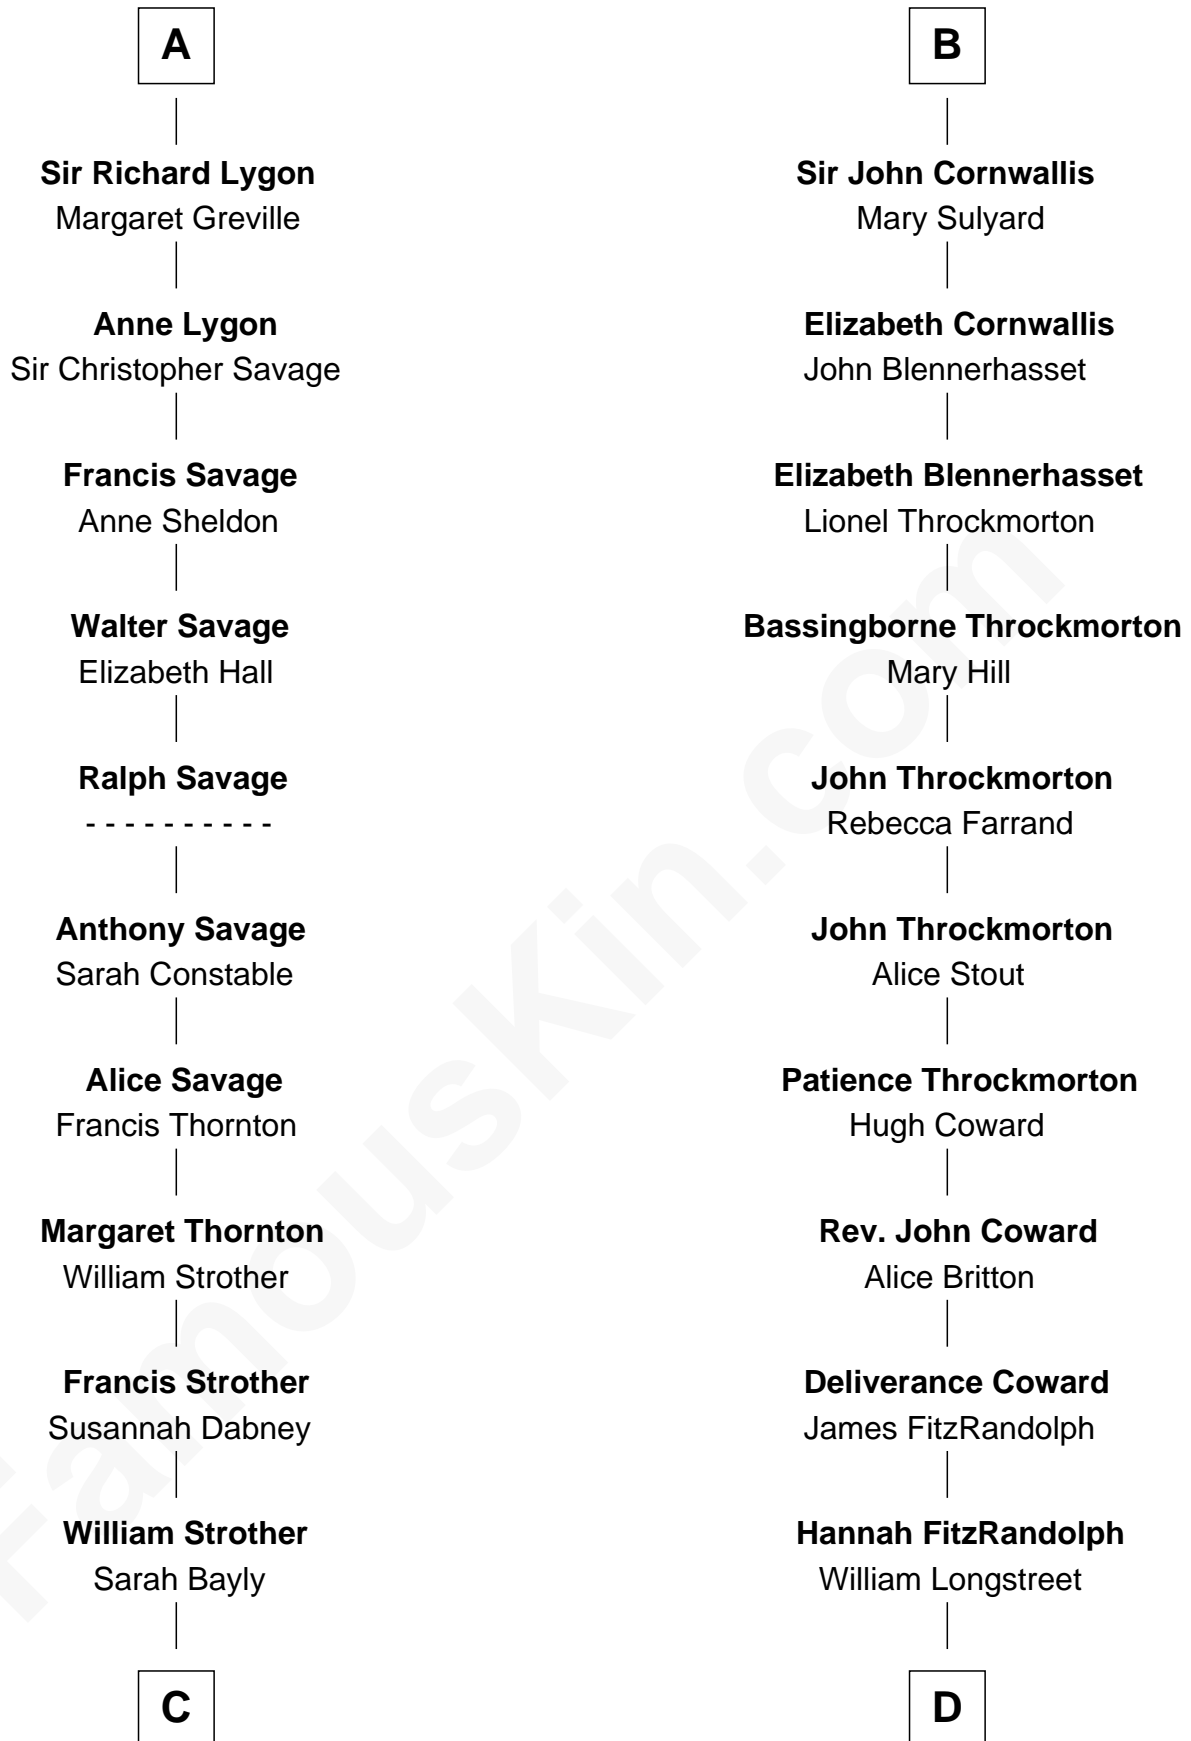 A
Sir Richard Lygon
Margaret Greville
Anne Lygon
Sir Christopher Savage
Francis Savage
Anne Sheldon
Walter Savage
Elizabeth Hall
Ralph Savage
- - - - - - - - - -
Anthony Savage
Sarah Constable
Alice Savage
Francis Thornton
Margaret Thornton
William Strother
Francis Strother
Susannah Dabney
William Strother
Sarah Bayly
C
B
Sir John Cornwallis
Mary Sulyard
Elizabeth Cornwallis
John Blennerhasset
Elizabeth Blennerhasset
Lionel Throckmorton
Bassingborne Throckmorton
Mary Hill
John Throckmorton
Rebecca Farrand
John Throckmorton
Alice Stout
Patience Throckmorton
Hugh Coward
Rev. John Coward
Alice Britton
Deliverance Coward
James FitzRandolph
Hannah FitzRandolph
William Longstreet
D
FamousKin.com